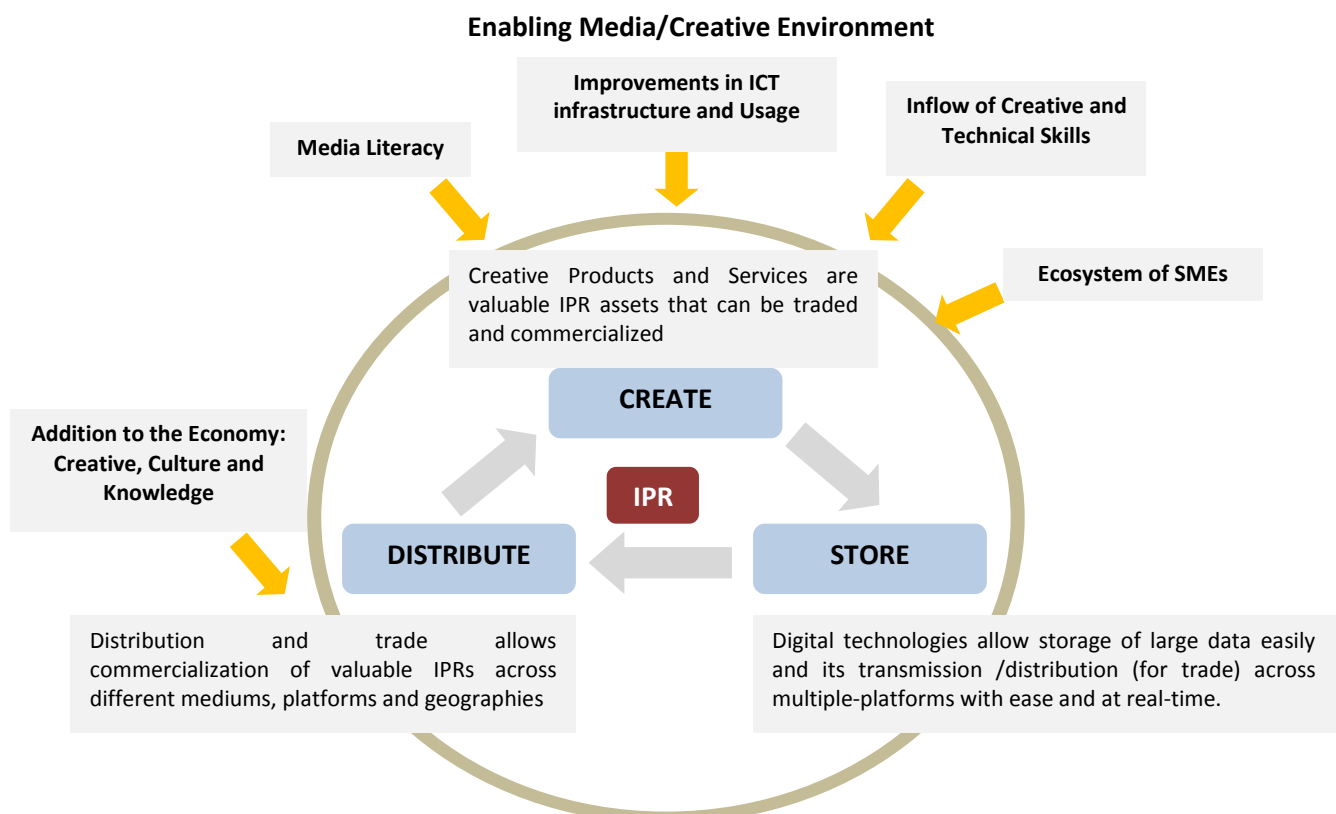 Enabling Media/Creative Environment
Improvements in ICT
infrastructure and Usage
Inflow of Creative and
Technical Skills
Media Literacy
Ecosystem of SMEs
Creative Products and Services are
valuable IPR assets that can be traded
and commercialized
CREATE
Addition to the Economy:
Creative, Culture and
Knowledge
IPR
DISTRIBUTE
STORE
Distribution and trade allows
commercialization of valuable IPRs across
different mediums, platforms and geographies
Digital technologies allow storage of large data easily
and its transmission /distribution (for trade) across
multiple-platforms with ease and at real-time.